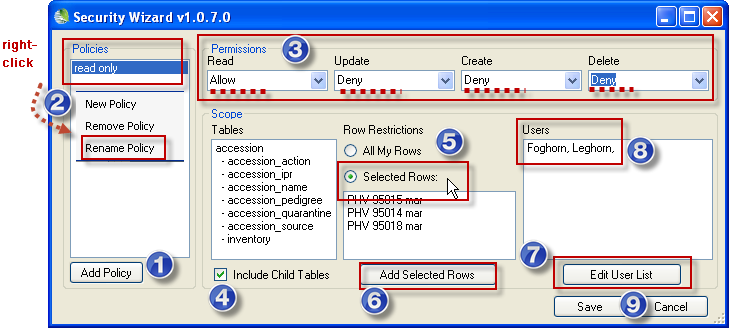 Security Wizard v1.0.7.0
right-
click
Policies
read only
2
New Policy
Remove Policy
Rename Policy
Add Policy
1
Permissions
3
Read
Update
Create
Delete
Allow
Deny
Deny
Deny
Scope
Tables
accession
- accession_action
- accession_ipr
- accession_name
- accession_pedigree
- accession_quarantine
- accession_source
- inventory
Include Child Tables
4
Row Restrictions
5
All My Rows
Selected Rows:
PHV 95015 mar
PHV 95014 mar
PHV 95018 mar
Add Selected Rows
6
Users
Foghorn, Leghorn,
8
7
Edit User List
Save
9
Cancel